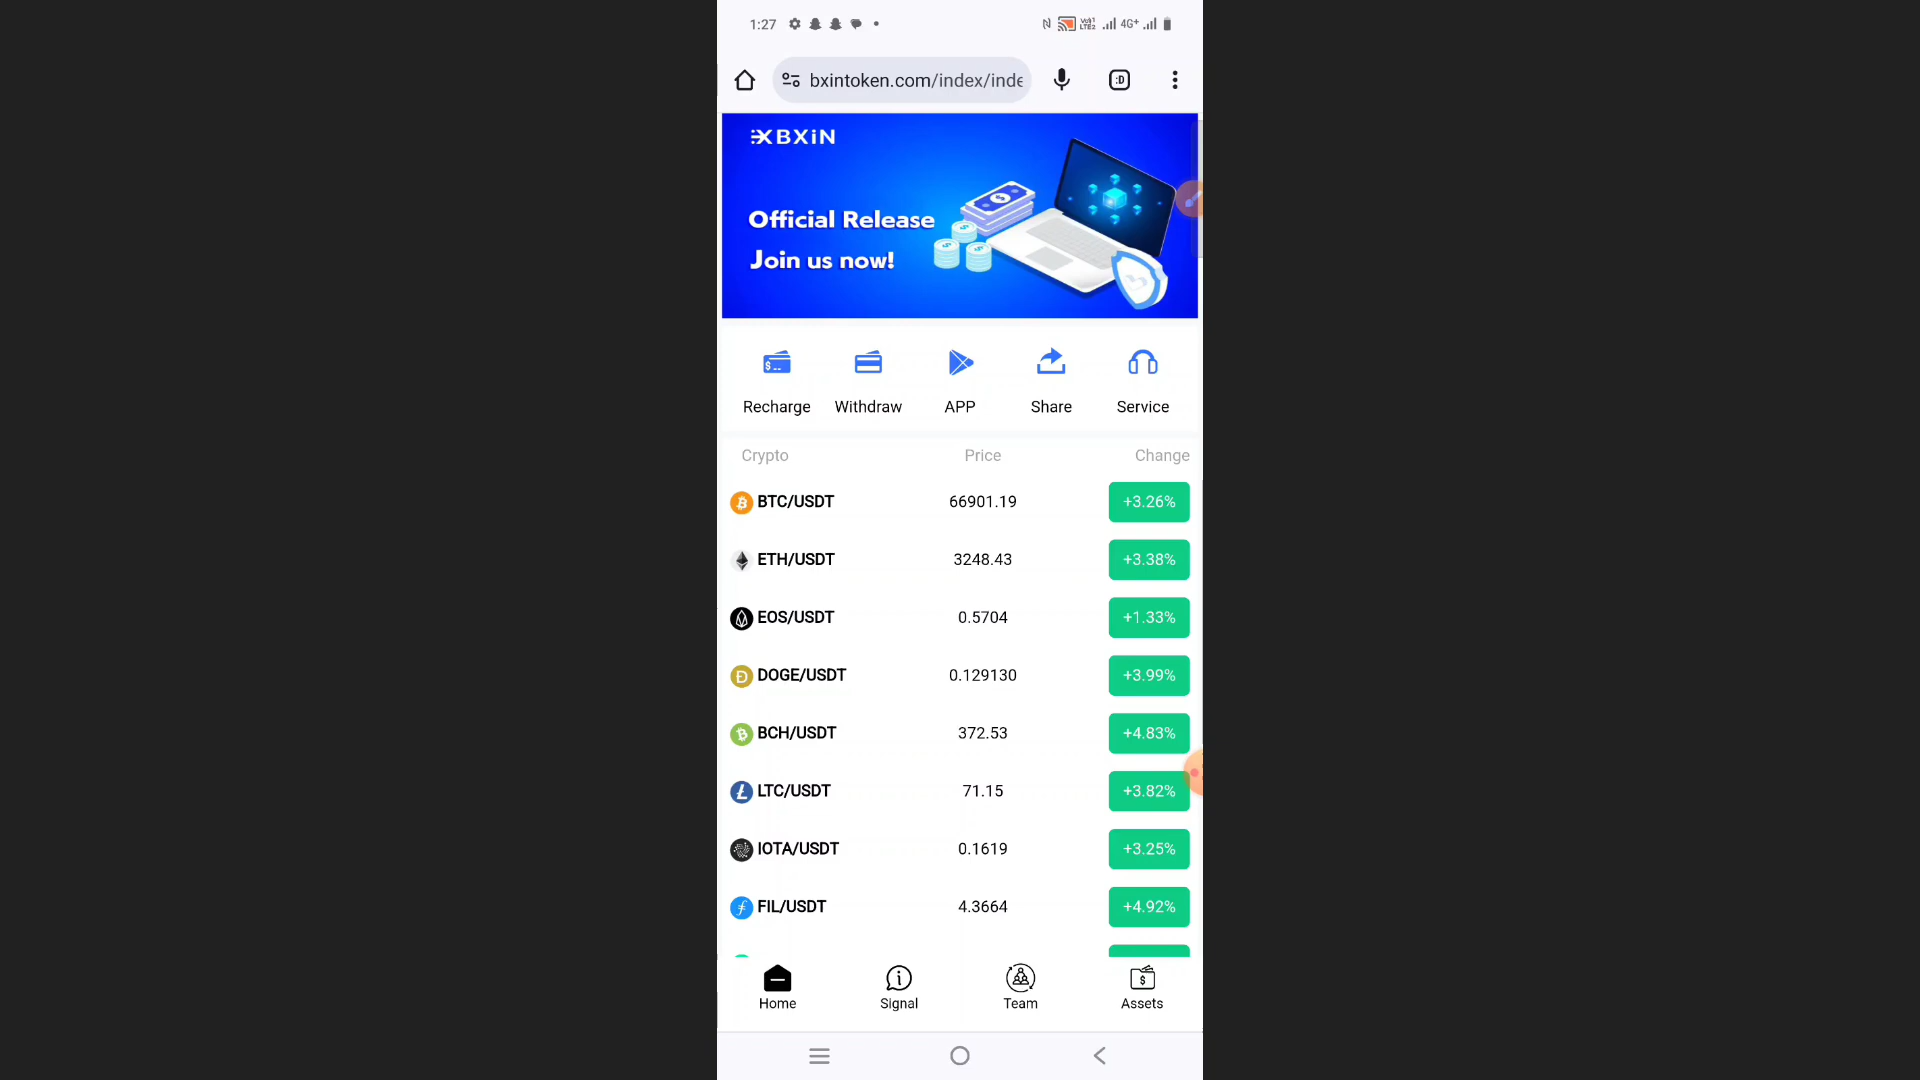 1:27
4G+
bxintoken.com/index/inde
BXiN
Official Release
Join us now!
Recharge Withdraw APP Share Service
Crypto Price Change
BTC/USDT 66901.19 +3.26%
ETH/USDT 3248.43 +3.38%
EOS/USDT 0.5704 +1.33%
DOGE/USDT 0.129130 +3.99%
BCH/USDT 372.53 +4.83%
LTC/USDT 71.15 +3.82%
IOTA/USDT 0.1619 +3.25%
FIL/USDT 4.3664 +4.92%
Home Signal Team Assets